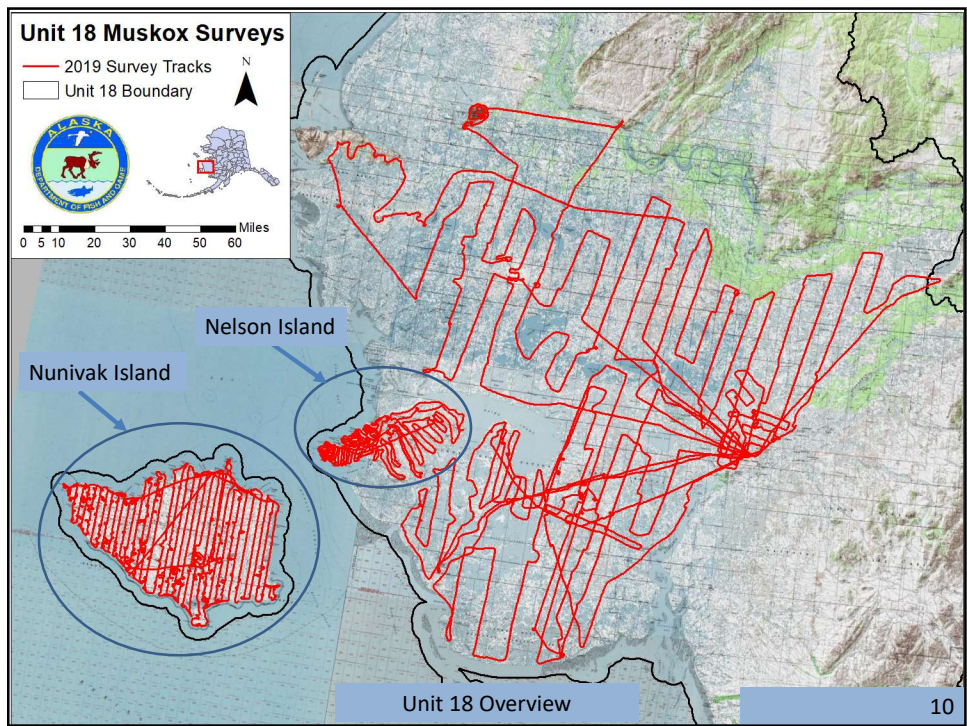 Unit 18 Muskox Surveys
2019 Survey Tracks
Unit 18 Boundary
N
ALASKA
DEPARTMENT OF FISH AND GAME
Miles
0 5 10 20 30 40 50 60
Nelson Island
Nunivak Island
Unit 18 Overview
10